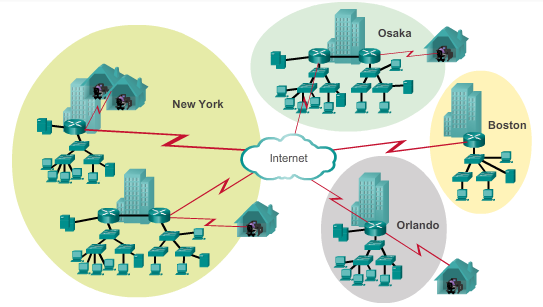 Osaka
New York
Boston
Internet
Orlando